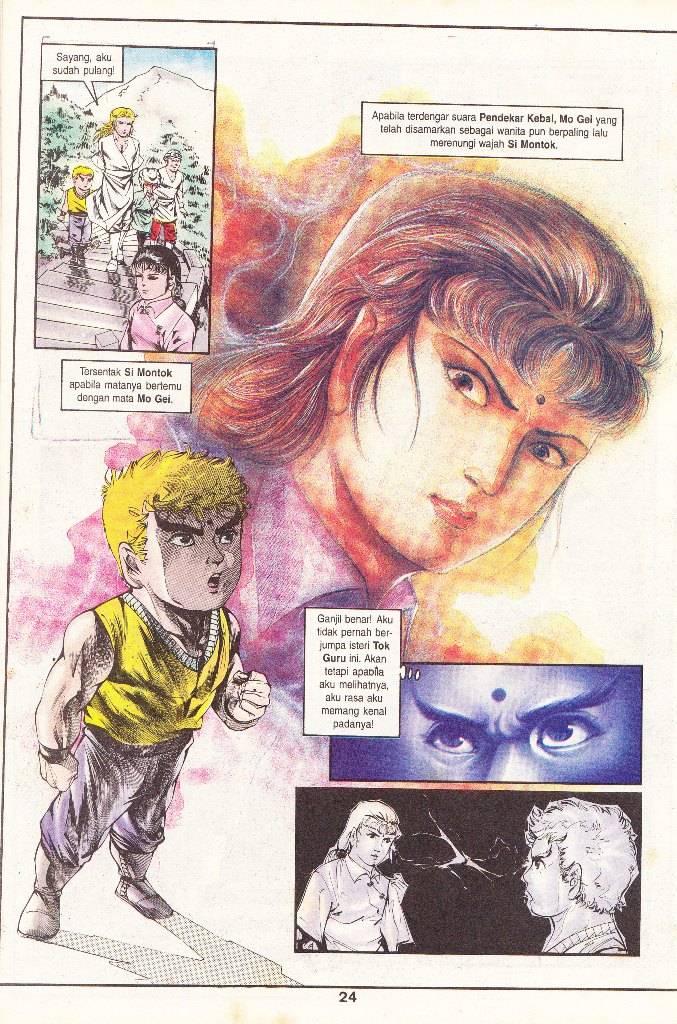 Sayang, aku
sudah pulang!
Apabila terdengar suara Pendekar Kebal, Mo Gei yang
telah disamarkan sebagai wanita pun berpaling lalu
merenungi wajah Si Montok.
Tersentak Si Montok
apabila matanya bertemu
dengan mata Mo Gei.
Ganjil benar! Aku
tidak pernah ber-
jumpa isteri Tok
Guru ini. Akan
tetapi apabila
aku melihatnya,
aku rasa aku
memang kenal
padanya!
24